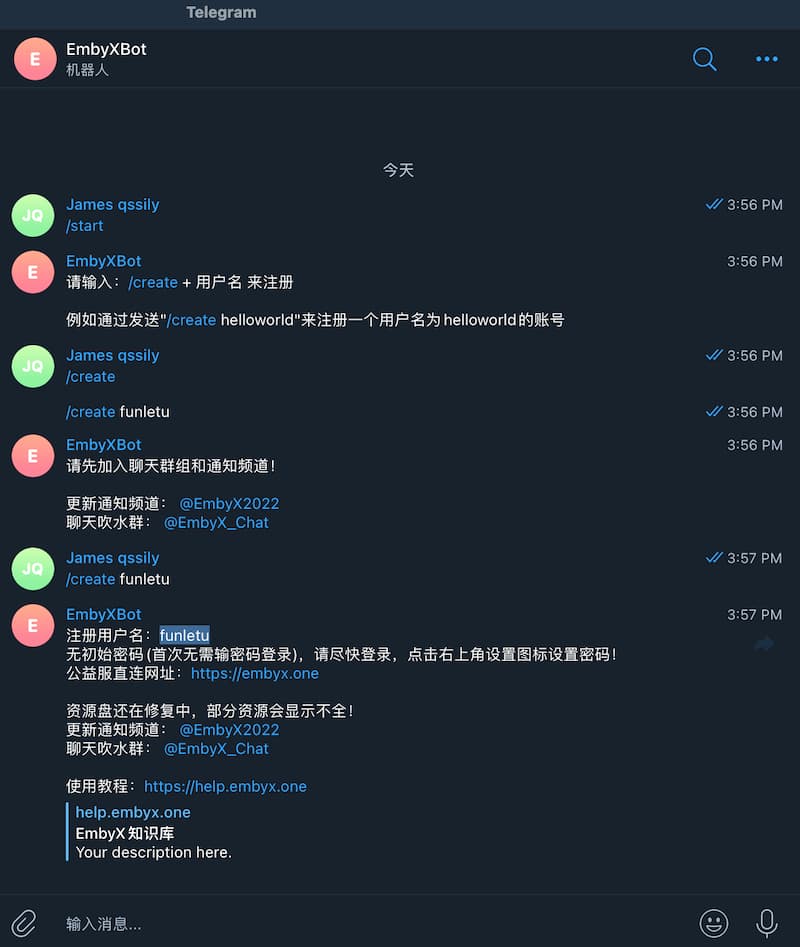 Telegram
E
EmbyXBot
机器人
今天
JQ
James qssily
3:56 PM
/start
E
EmbyXBot
3:56 PM
请输入：/create + 用户名 来注册
例如通过发送"/create helloworld"来注册一个用户名为helloworld的账号
JQ
James qssily
3:56 PM
/create
/create funletu
3:56 PM
E
EmbyXBot
3:56 PM
请先加入聊天群组和通知频道！
更新通知频道： @EmbyX2022
聊天吹水群： @EmbyX_Chat
JQ
James qssily
3:57 PM
/create funletu
E
EmbyXBot
3:57 PM
注册用户名：funletu
无初始密码(首次无需输密码登录)，请尽快登录，点击右上角设置图标设置密码！
公益服直连网址：https://embyx.one
资源盘还在修复中，部分资源会显示不全！
更新通知频道： @EmbyX2022
聊天吹水群： @EmbyX_Chat
使用教程：https://help.embyx.one
help.embyx.one
EmbyX知识库
Your description here.
输入消息...